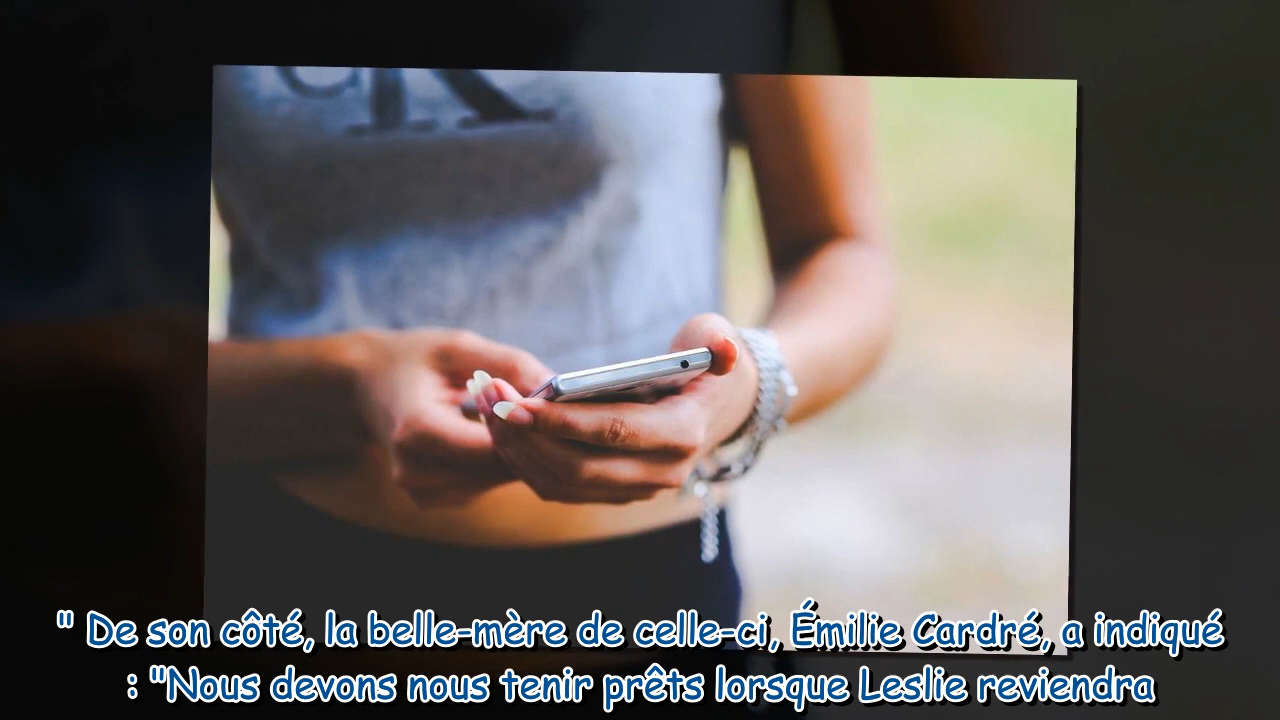 CK
" De son côté, la belle-mère de celle-ci, Émilie Cardré, a indiqué
: "Nous devons nous tenir prêts lorsque Leslie reviendra